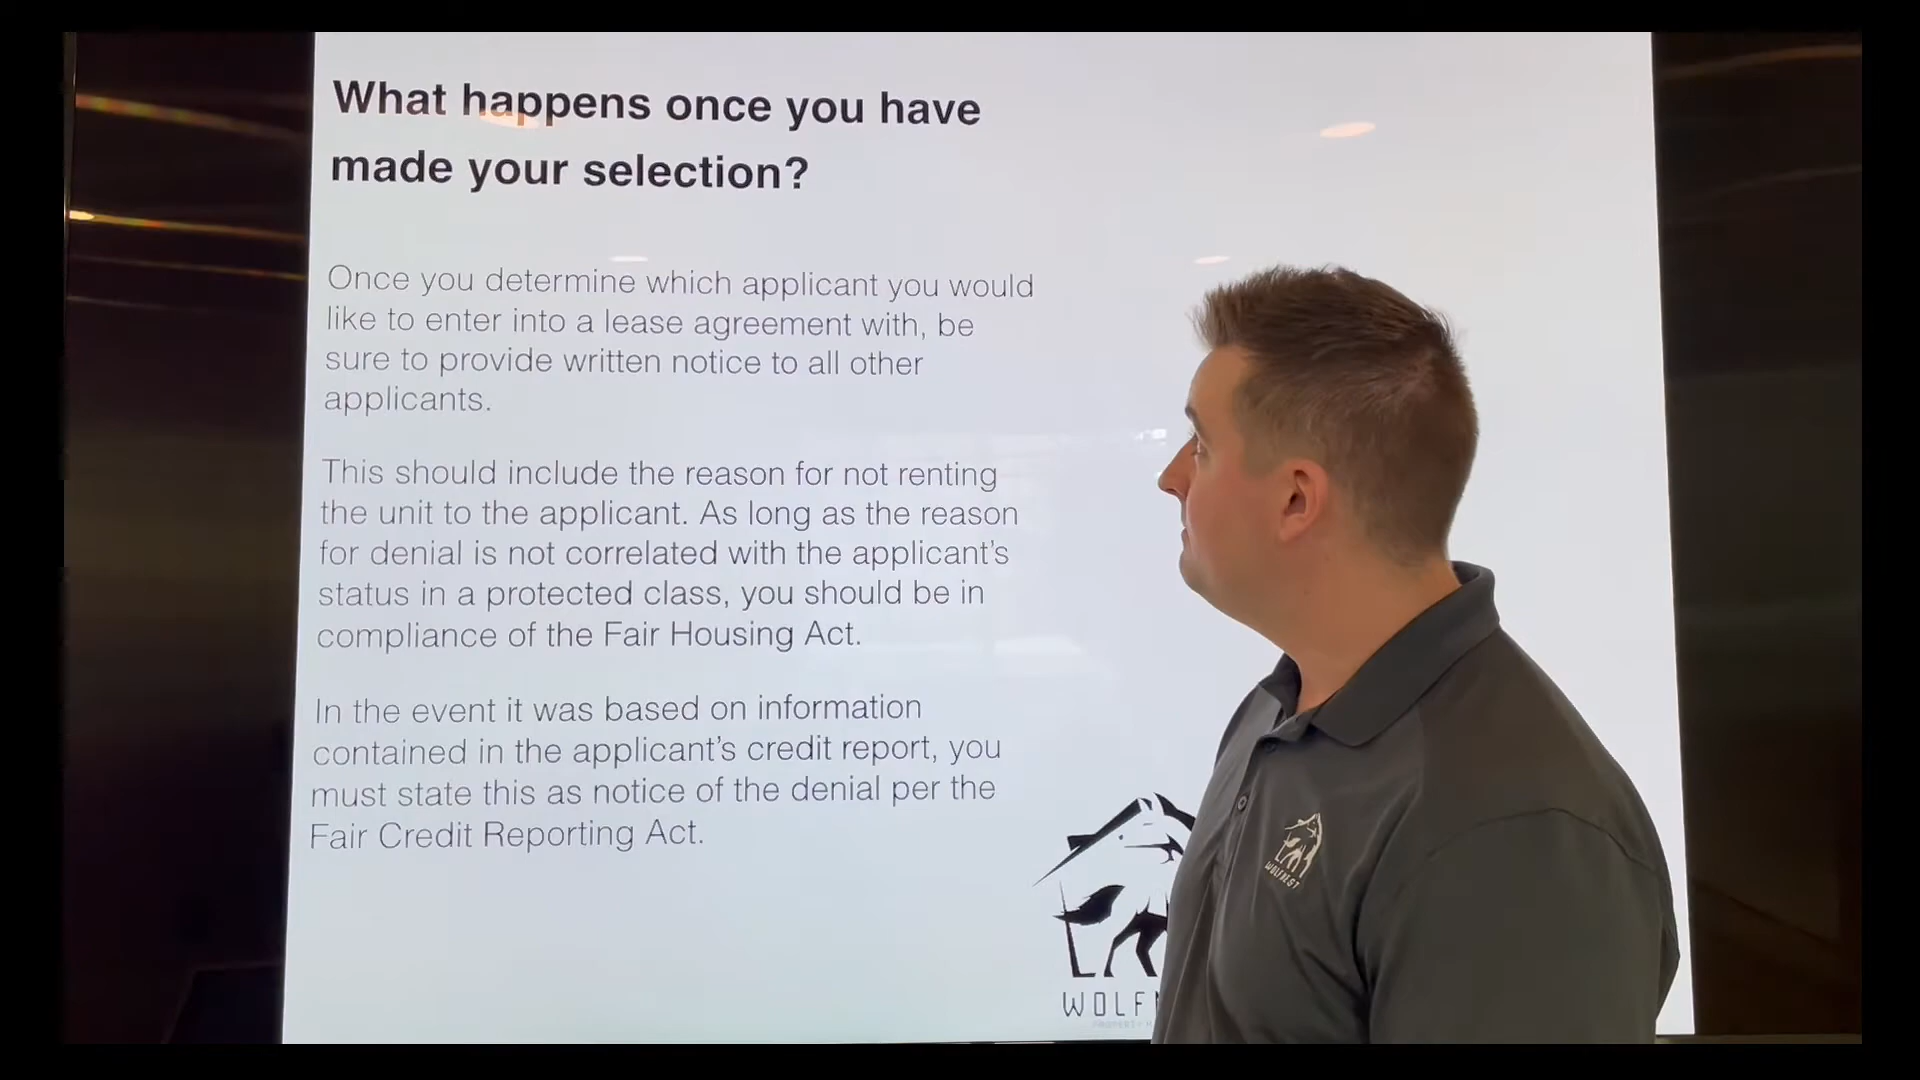 What happens once you have
made your selection?
Once you determine which applicant you would
like to enter into a lease agreement with, be
sure to provide written notice to all other
applicants.
This should include the reason for not renting
the unit to the applicant. As long as the reason
for denial is not correlated with the applicant's
status in a protected class, you should be in
compliance of the Fair Housing Act.
In the event it was based on information
contained in the applicant's credit report, you
must state this as notice of the denial per the
Fair Credit Reporting Act.
WOLFNEST